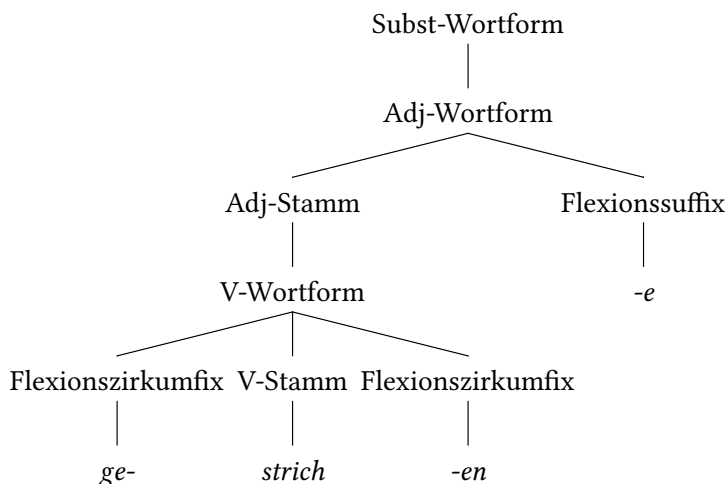 Subst-Wortform
Adj-Wortform
Adj-Stamm Flexionssuffix
V-Wortform -e
Flexionszirkumfix V-Stamm Flexionszirkumfix
ge- strich -en